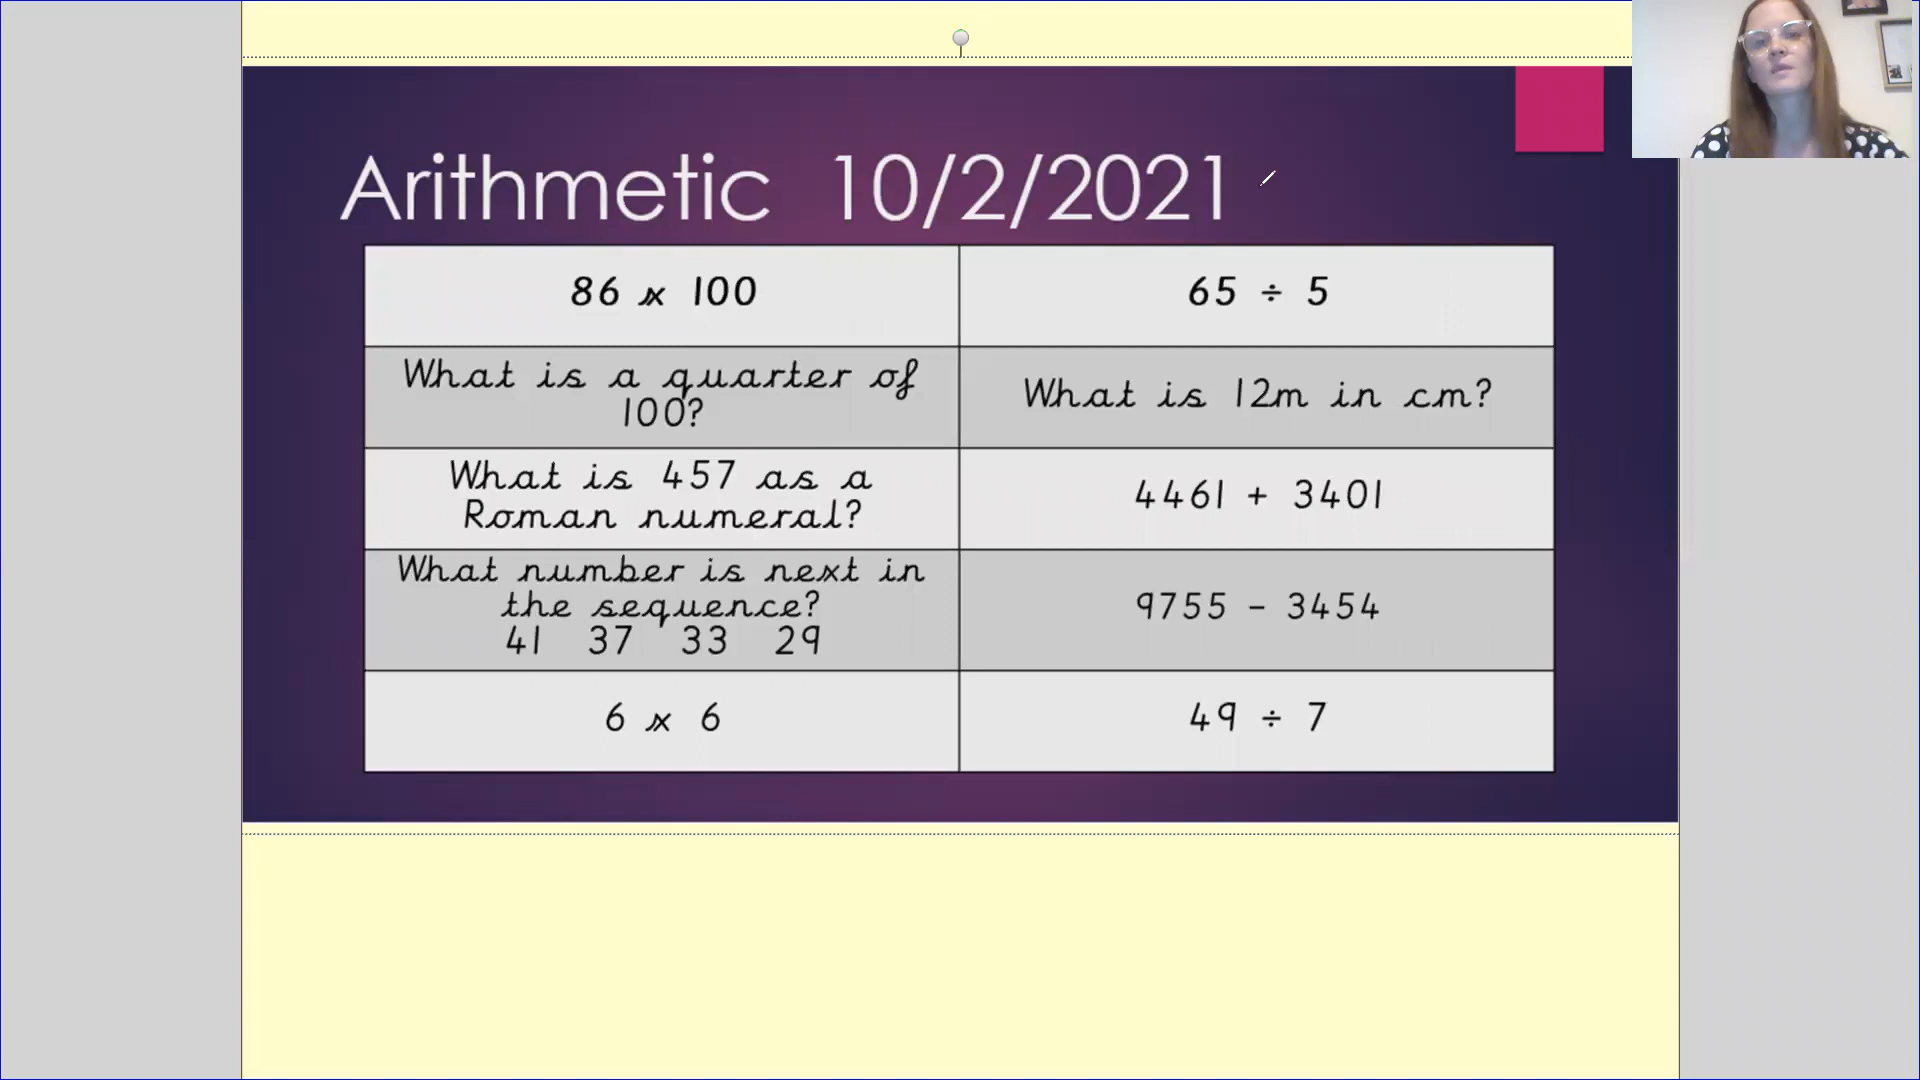 Arithmetic 10/2/2021
86 x 100
65 ÷ 5
What is a quarter of
100?
What is 12m in cm?
What is 457 as a
Roman numeral?
4461 + 3401
What number is next in
the sequence?
41 37 33 29
9755 - 3454
6 x 6
49 ÷ 7